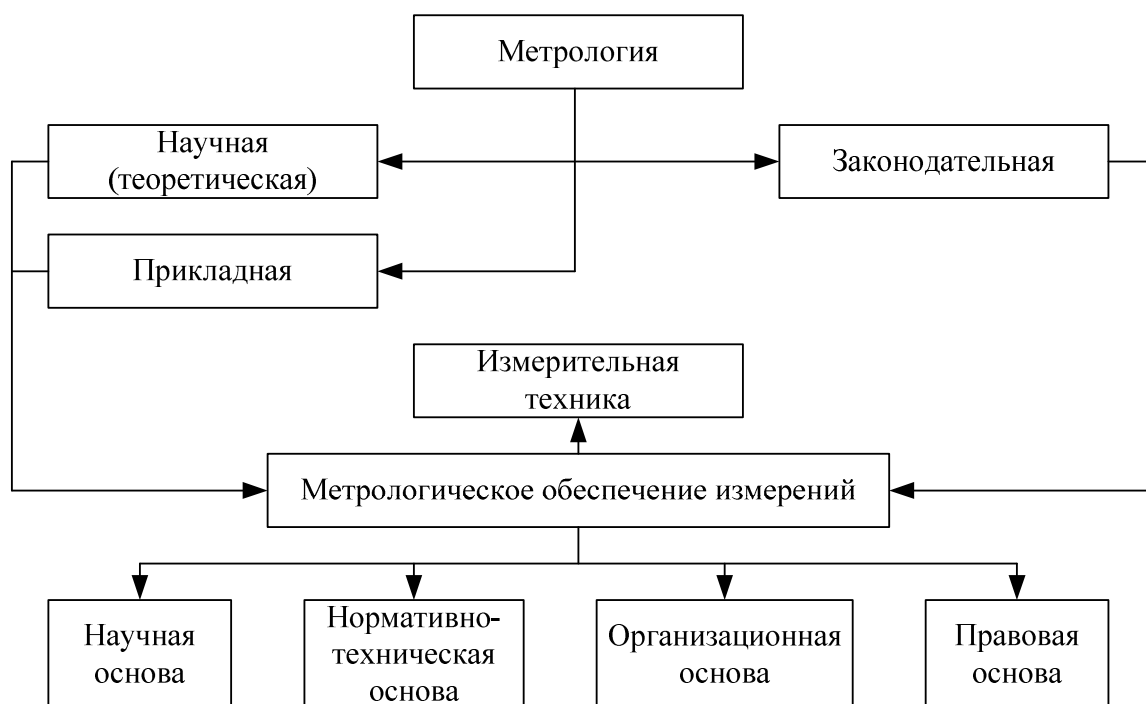 Метрология
Научная
(теоретическая)
Законодательная
Прикладная
Измерительная
техника
Метрологическое обеспечение измерений
Научная
основа
Нормативно-
техническая
основа
Организационная
основа
Правовая
основа